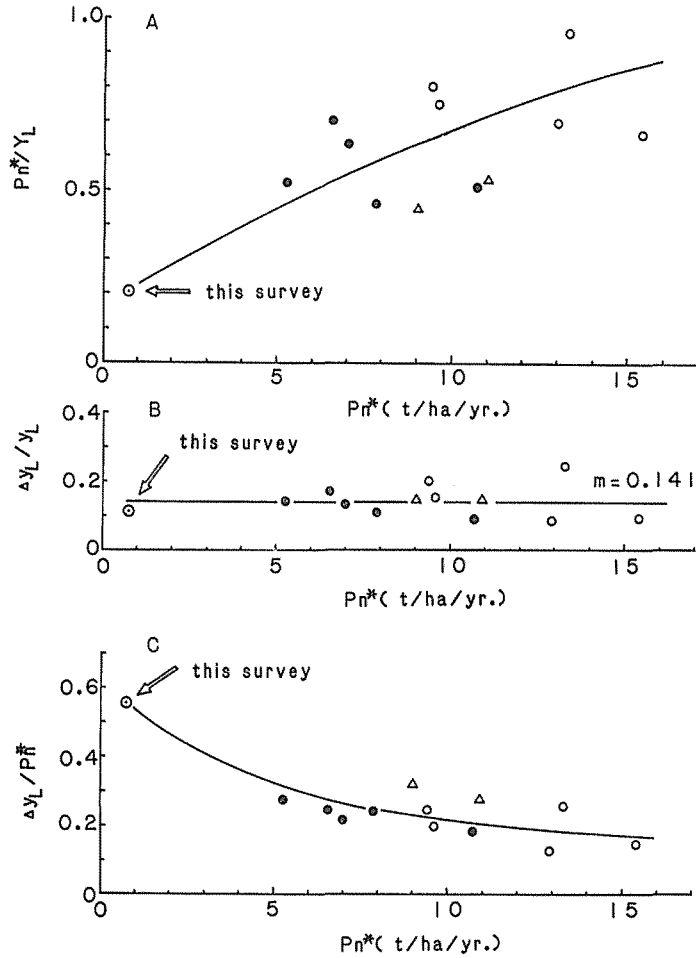 1.0
A
Pn*/YL
0.5
this survey
0
5
10
15
Pn*( t/ha/yr.)
0.4
B
this survey
ΔyL/yL
0.2
m=0.141
0
0
5
10
15
Pn*( t/ha/yr.)
C
this survey
0.6
ΔyL/Pn*
0.4
0.2
0
0
5
10
15
Pn*( t/ha/yr.)